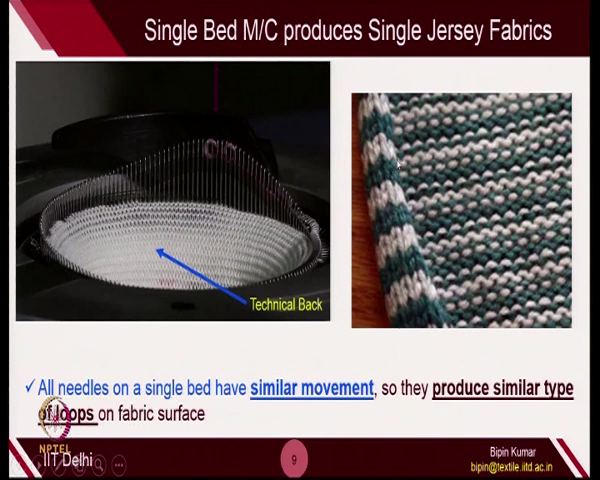 Single Bed M/C produces Single Jersey Fabrics
Technical Back
✓All needles on a single bed have similar movement, so they produce similar type
of loops on fabric surface
NPTEL
IIT Delhi
9
Bipin Kumar
bipin@textile.iitd.ac.in